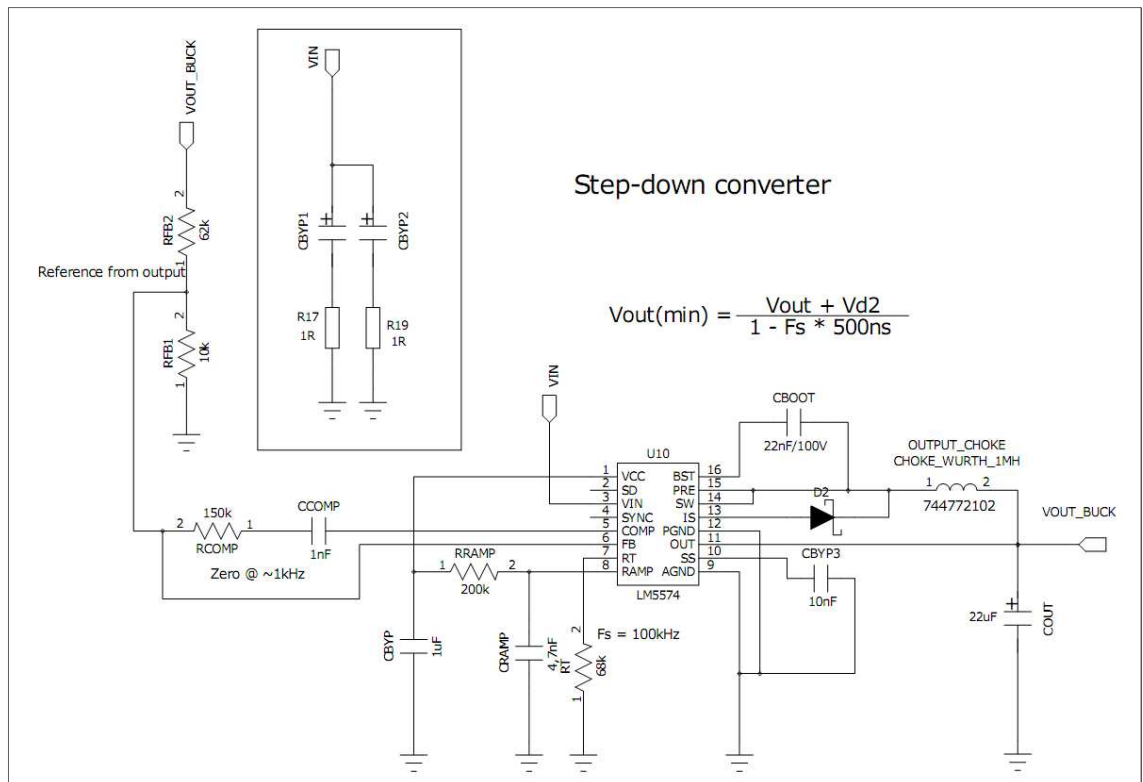 VOUT_BUCK
2
RFB2
62k
1
Reference from output
2
RFB1
10k
1
VIN
CBYP1
CBYP2
R17
1R
R19
1R
Step-down converter
Vout(min) = Vout + Vd2
1 - Fs * 500ns
VIN
CBOOT
22nF/100V
OUTPUT_CHOKE
CHOKE_WURTH_1MH
1 2
744772102
U10
1 VCC BST 16
2 SD PRE 15
3 VIN SW 14
4 SYNC IS 13
5 COMP PGND 12
6 FB OUT 11
7 RT SS 10
8 RAMP AGND 9
LM5574
D2
VOUT_BUCK
150k
2 1
RCOMP
CCOMP
1nF
Zero @ ~1kHz
RRAMP
1 2
200k
CBYP3
10nF
CBYP
1uF
CRAMP
4,7nF
Fs = 100kHz
2
RT
68k
1
22uF
COUT